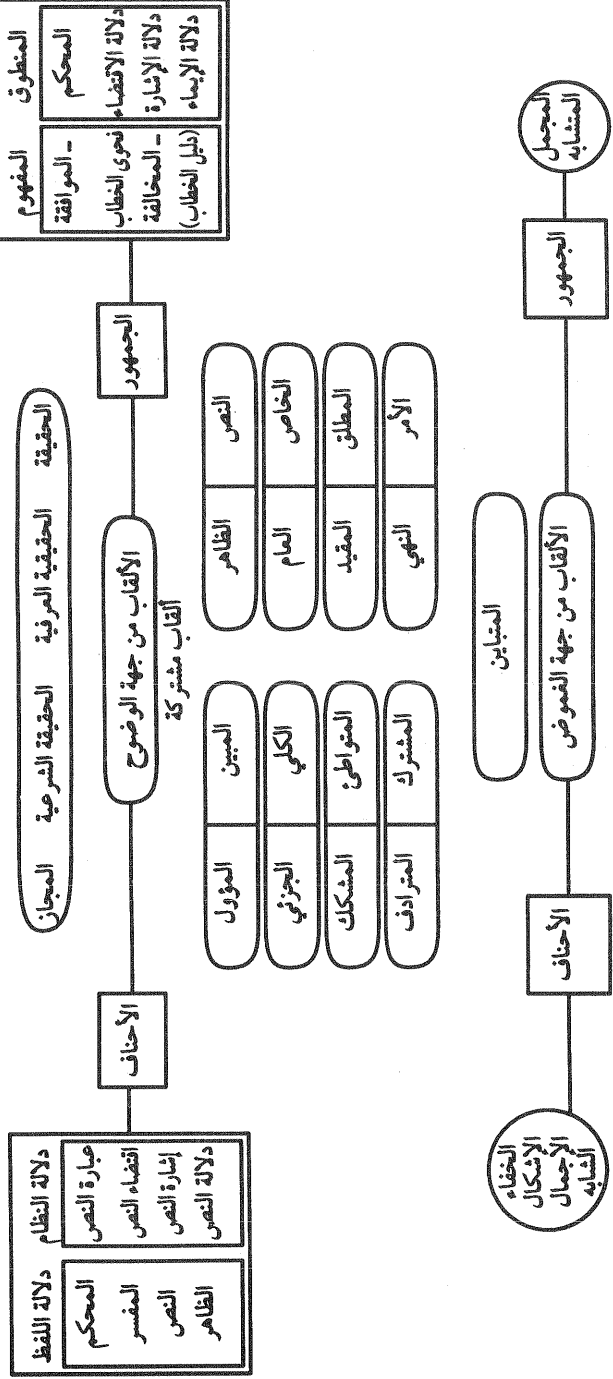 المنطوق
المحكم
دلالة الاقتضاء
دلالة الإشارة
دلالة الإيماء
المفهوم
ـ الموافقة
فحوى الخطاب
ـ المخالفة
(دليل الخطاب)
الجمهور
الحقيقة الحقيقية العرفية الحقيقة الشرعية المجاز
الألقاب من جهة الوضوح
ألقاب مشتركة
الأحناف
دلالة النظام
عبارة النص
اقتضاء النص
إشارة النص
دلالة النص
دلالة اللفظ
المحكم
المفسر
النص
الظاهر
النص الظاهر
المبين المؤول
الخاص العام
الكلي الجزئي
المطلق المقيد
المتواطئ المشكك
الأمر النهي
المشترك المترادف
المتباين
المجمل
المتشابه
الجمهور
الألقاب من جهة الغموض
الأحناف
الخفاء
الإشكال
الإجمال
التشابه